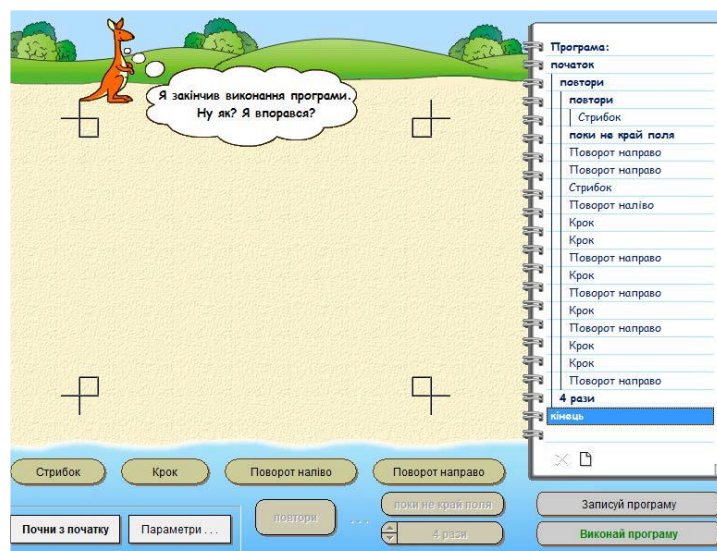 Я закінчив виконання програми.
Ну як? Я впорався?
Програма:
початок
повтори
повтори
Стрибок
поки не край поля
Поворот направо
Поворот направо
Стрибок
Поворот наліво
Крок
Крок
Поворот направо
Крок
Поворот направо
Крок
Поворот направо
Крок
Крок
Поворот направо
4 рази
кінець
Стрибок
Крок
Поворот наліво
Поворот направо
Почни з початку
Параметри . . .
повтори
. . .
поки не край поля
4 рази
Записуй програму
Виконай програму